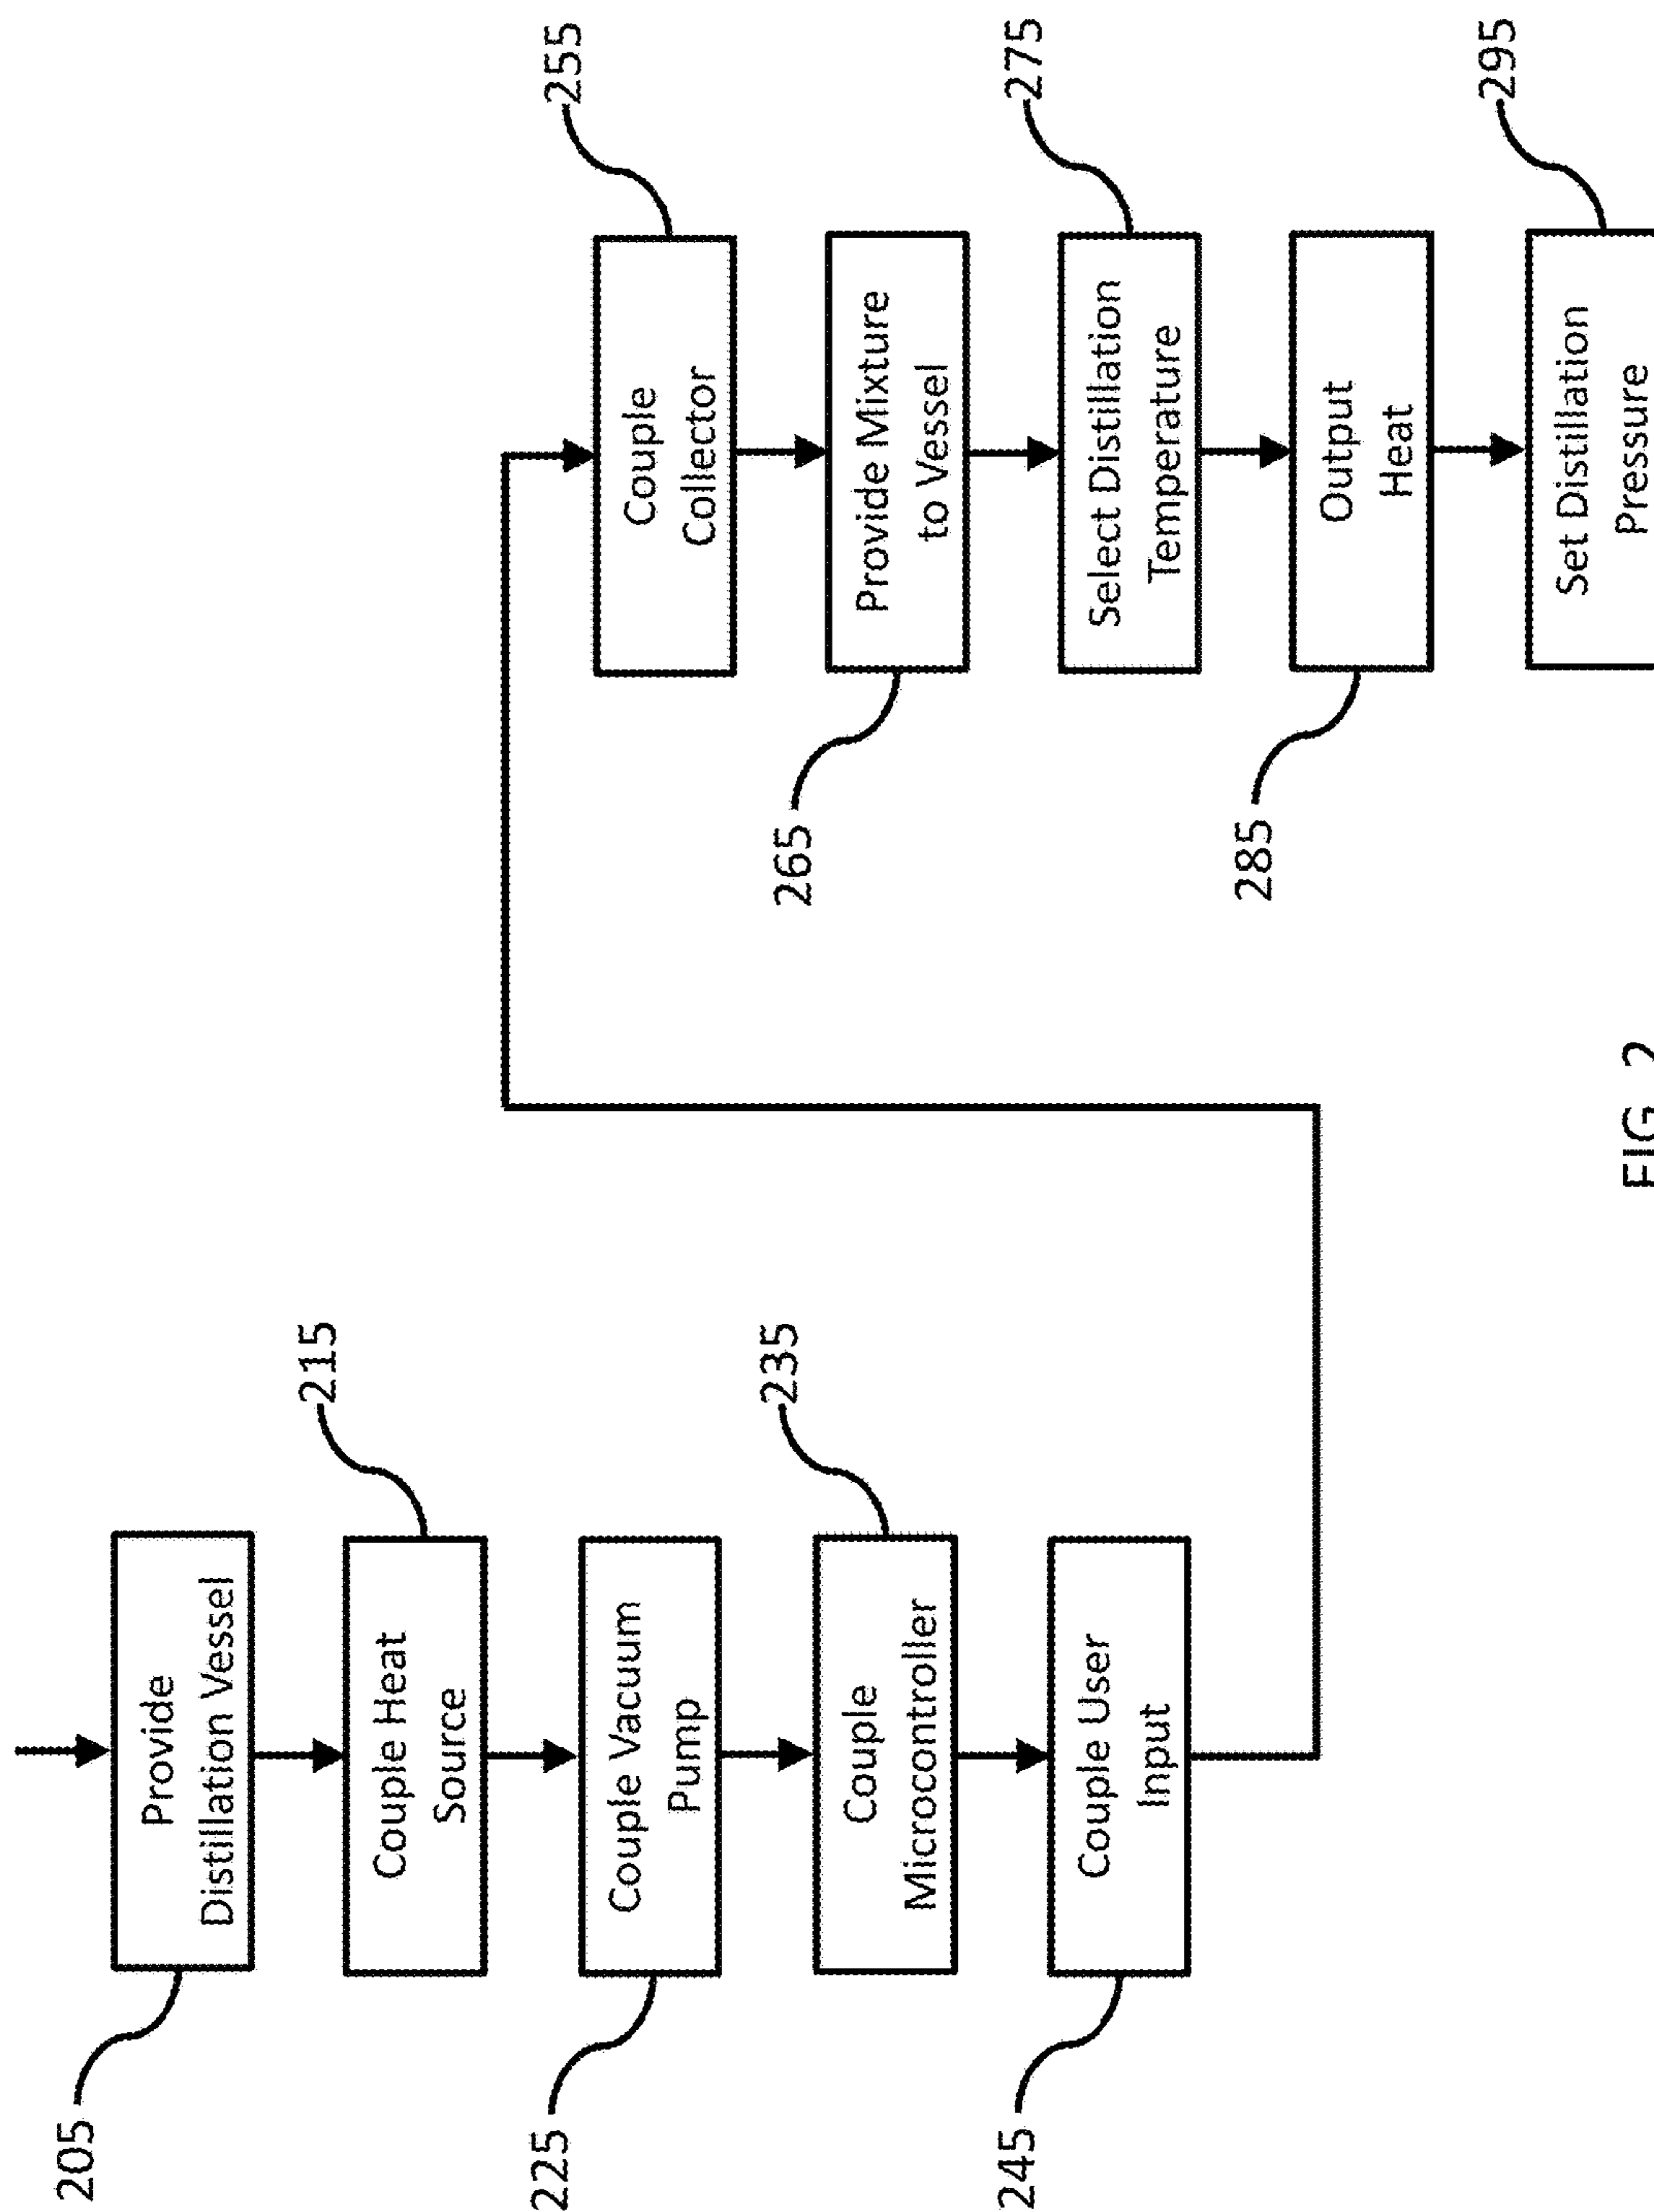 205
Provide
Distillation Vessel
215
Couple Heat
Source
225
Couple Vacuum
Pump
235
Couple
Microcontroller
245
Couple User
Input
255
Couple
Collector
265
Provide Mixture
to Vessel
275
Select Distillation
Temperature
285
Output
Heat
295
Set Distillation
Pressure
FIG. 2